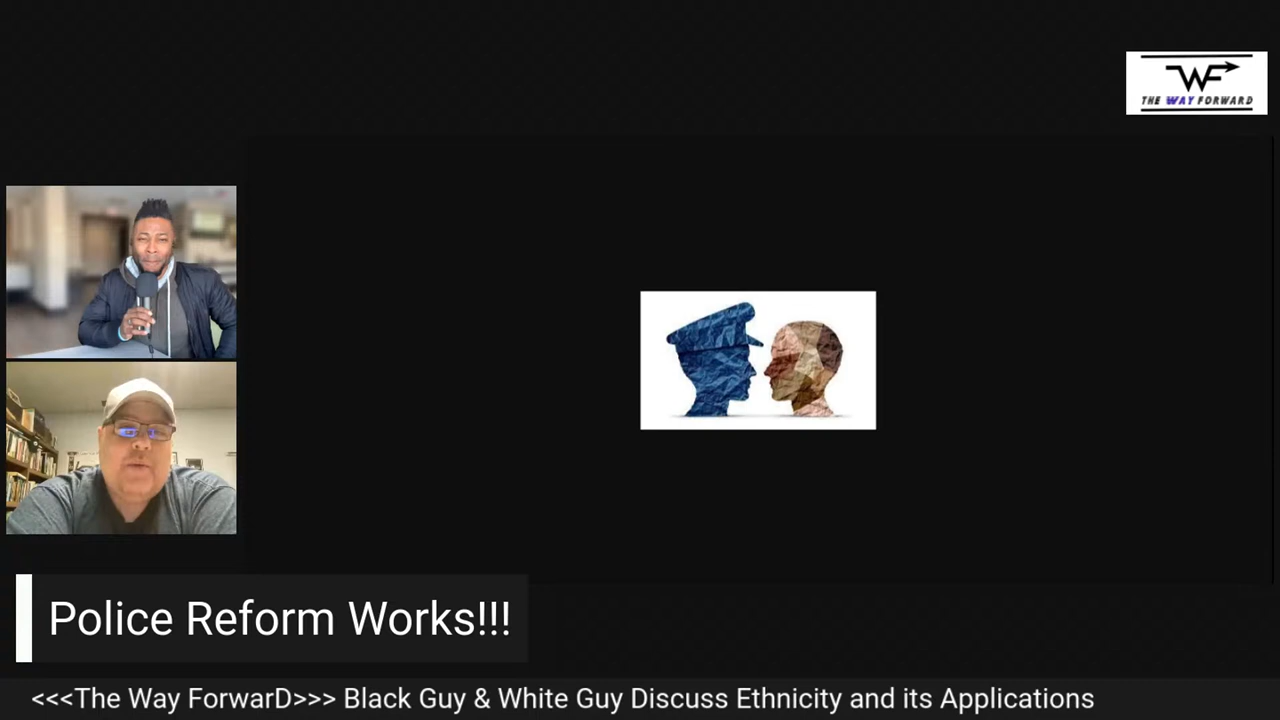 WF
THE WAY FORWARD
Police Reform Works!!!
<<<The Way ForwarD>>> Black Guy & White Guy Discuss Ethnicity and its Applications